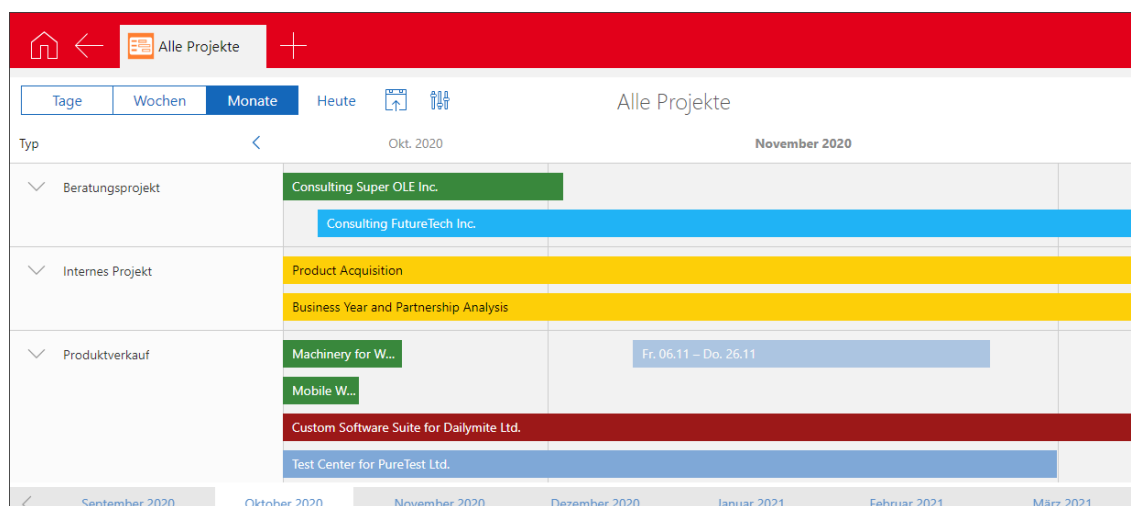 Alle Projekte
Tage Wochen Monate Heute Alle Projekte
Typ Okt. 2020 November 2020
Beratungsprojekt Consulting Super OLE Inc.
Consulting FutureTech Inc.
Internes Projekt Product Acquisition
Business Year and Partnership Analysis
Produktverkauf Machinery for W... Fr. 06.11 – Do. 26.11
Mobile W...
Custom Software Suite for Dailymite Ltd.
Test Center for PureTest Ltd.
September 2020 Oktober 2020 November 2020 Dezember 2020 Januar 2021 Februar 2021 März 2021